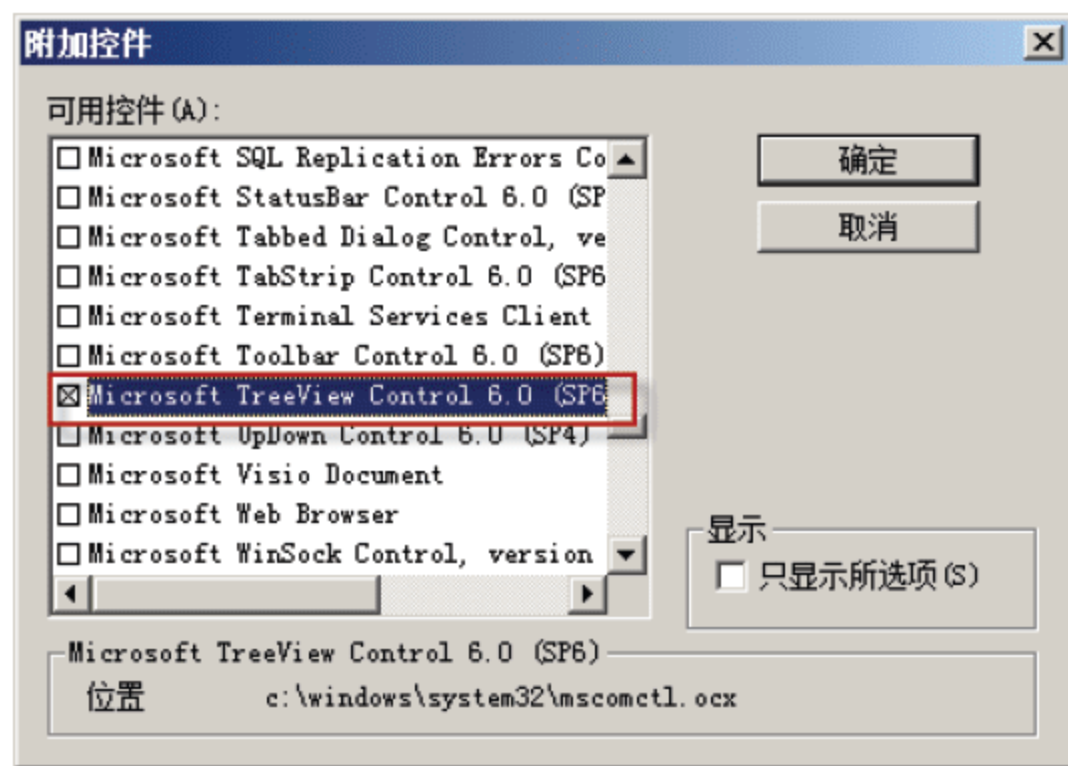 附加控件
可用控件(A):
Microsoft SQL Replication Errors Co
Microsoft StatusBar Control 6.0 (SP
Microsoft Tabbed Dialog Control, ve
Microsoft TabStrip Control 6.0 (SP6
Microsoft Terminal Services Client
Microsoft Toolbar Control 6.0 (SP6)
Microsoft TreeView Control 6.0 (SP6
Microsoft UpDown Control 6.0 (SP4)
Microsoft Visio Document
Microsoft Web Browser
Microsoft WinSock Control, version
确定
取消
显示
只显示所选项(S)
Microsoft TreeView Control 6.0 (SP6)
位置 c:\windows\system32\mscomctl.ocx